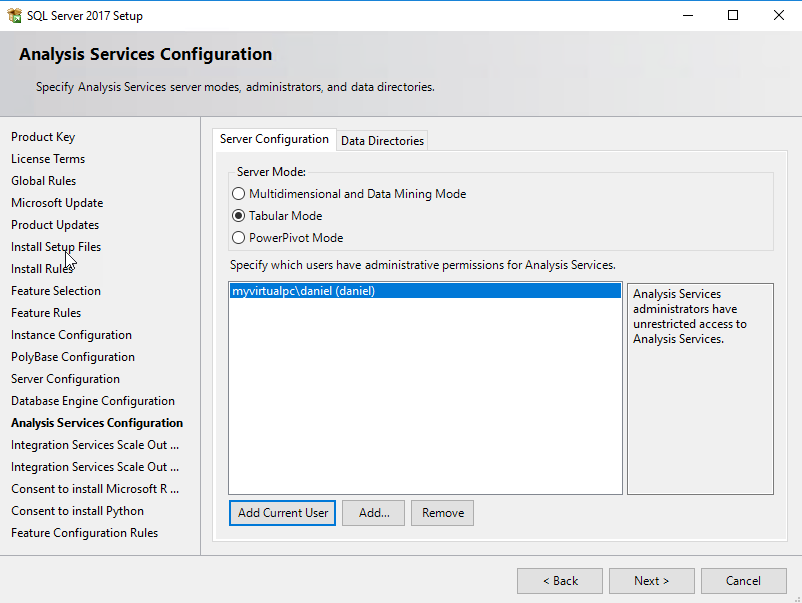 SQL Server 2017 Setup
Analysis Services Configuration
Specify Analysis Services server modes, administrators, and data directories.
Product Key
License Terms
Global Rules
Microsoft Update
Product Updates
Install Setup Files
Install Rules
Feature Selection
Feature Rules
Instance Configuration
PolyBase Configuration
Server Configuration
Database Engine Configuration
Analysis Services Configuration
Integration Services Scale Out ...
Integration Services Scale Out ...
Consent to install Microsoft R ...
Consent to install Python
Feature Configuration Rules
Server Configuration
Data Directories
Server Mode:
Multidimensional and Data Mining Mode
Tabular Mode
PowerPivot Mode
Specify which users have administrative permissions for Analysis Services.
myvirtualpc\daniel (daniel)
Analysis Services
administrators have
unrestricted access to
Analysis Services.
Add Current User
Add...
Remove
< Back
Next >
Cancel